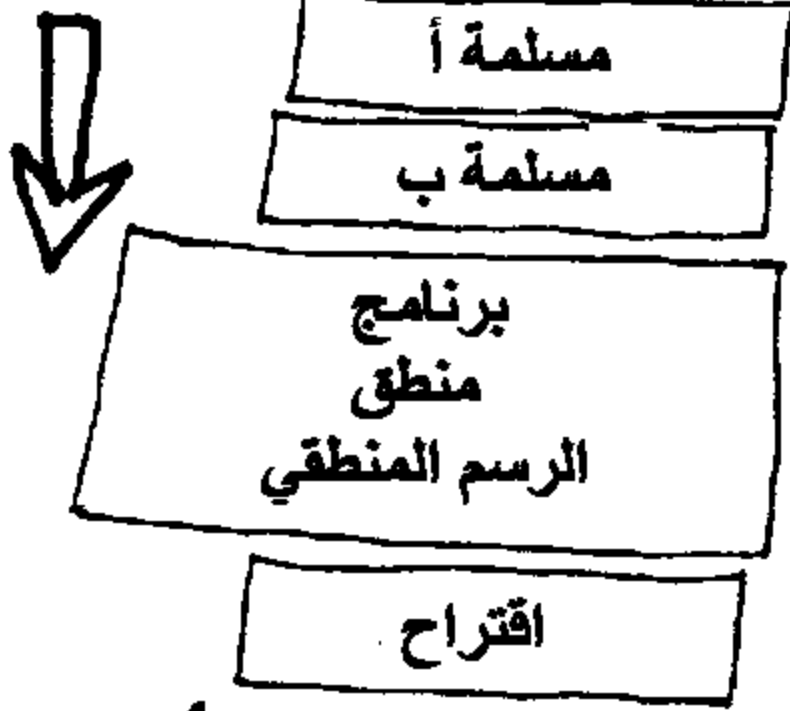 مسلمة أ
مسلمة ب
برنامج
منطق
الرسم المنطقي
اقتراح